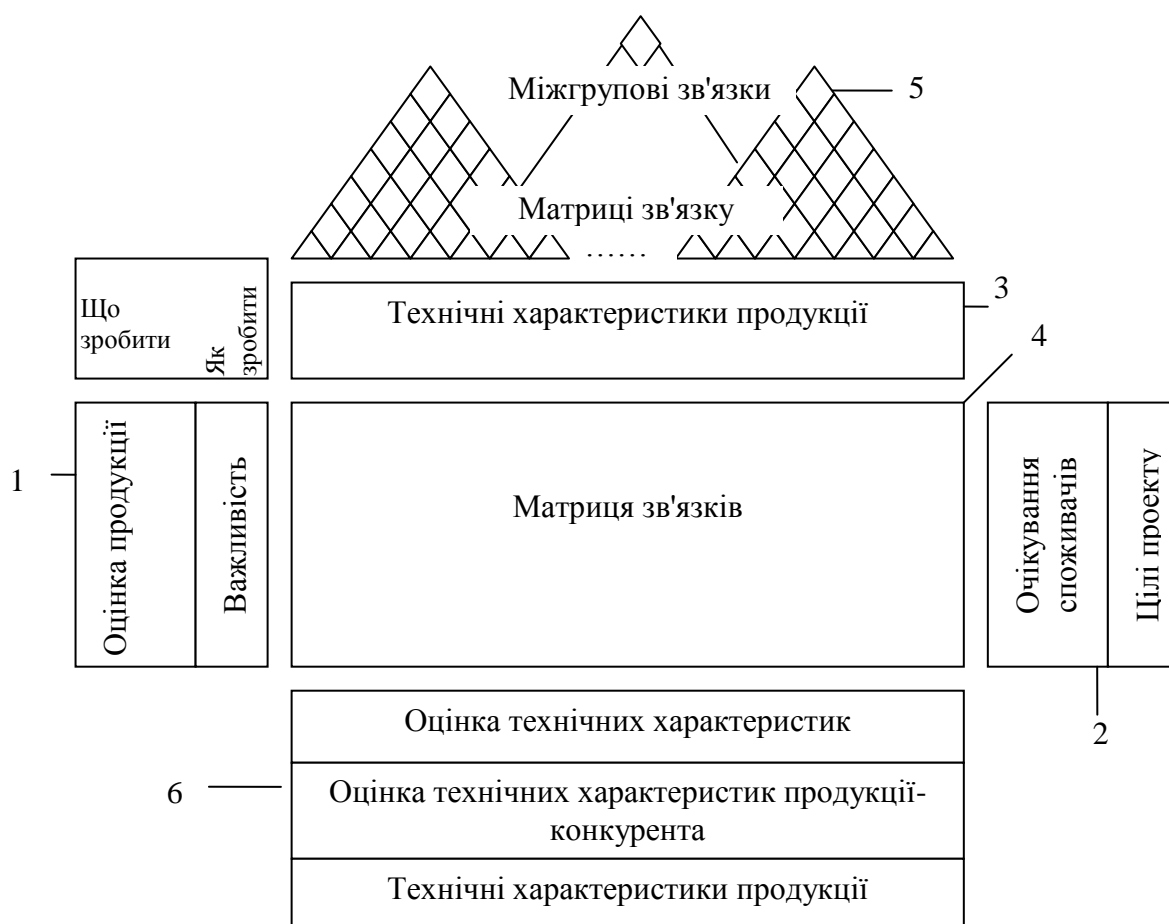 Міжгрупові зв'язки
5
Матриці зв'язку
......
Що
зробити
Як
зробити
Технічні характеристики продукції
3
4
1
Оцінка продукції
Важливість
Матриця зв'язків
Очікування
споживачів
Цілі проекту
2
Оцінка технічних характеристик
6
Оцінка технічних характеристик продукції-
конкурента
Технічні характеристики продукції